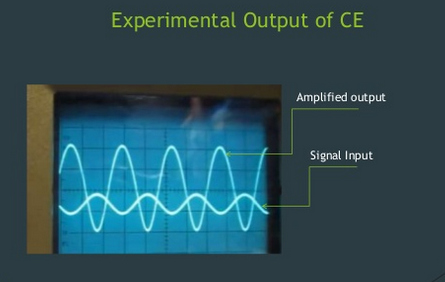 Experimental Output of CE
Amplified output
Signal Input